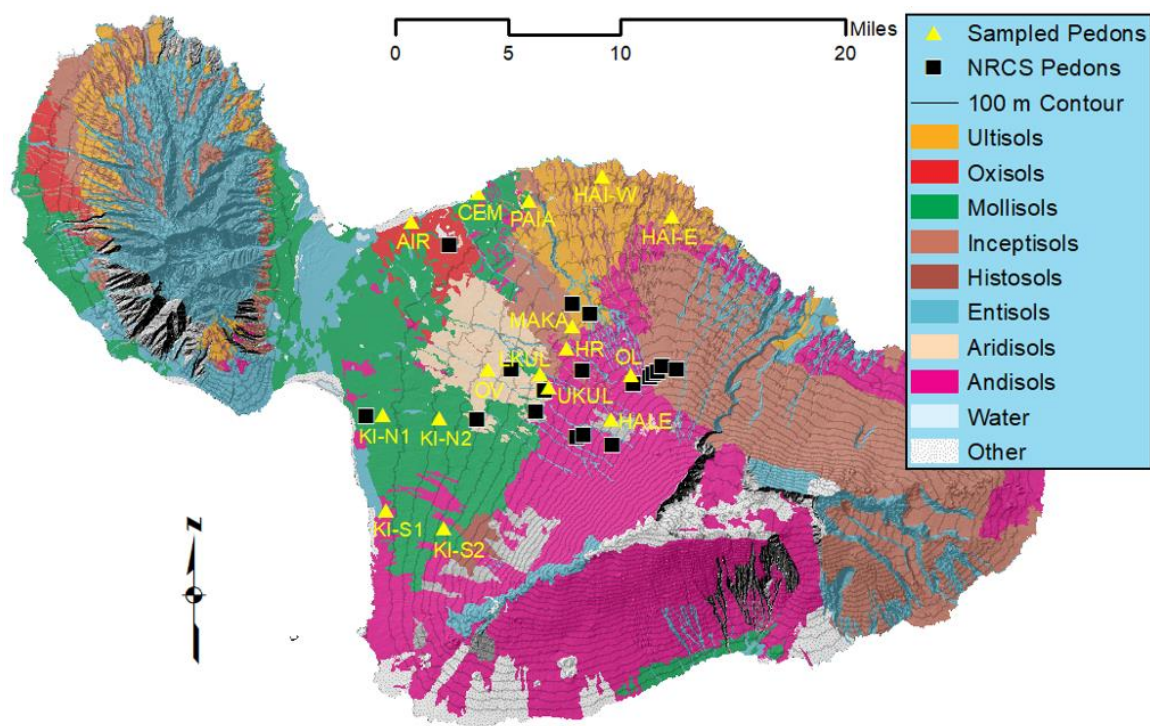 Miles
0
5
10
20
Sampled Pedons
NRCS Pedons
100 m Contour
Ultisols
Oxisols
Mollisols
Inceptisols
Histosols
Entisols
Aridisols
Andisols
Water
Other
HAI-W
CEM
PAIA
AIR
HAI-E
MAKA
HR
LKUL
OL
OV
UKUL
HALE
KI-N1
KI-N2
KI-S1
KI-S2
N